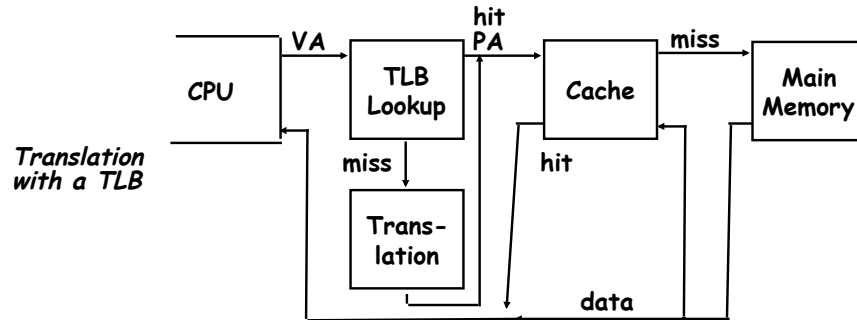 hit
VA
PA
miss
CPU
TLB
Lookup
Cache
Main
Memory
Translation
with a TLB
miss
hit
Trans-
lation
data